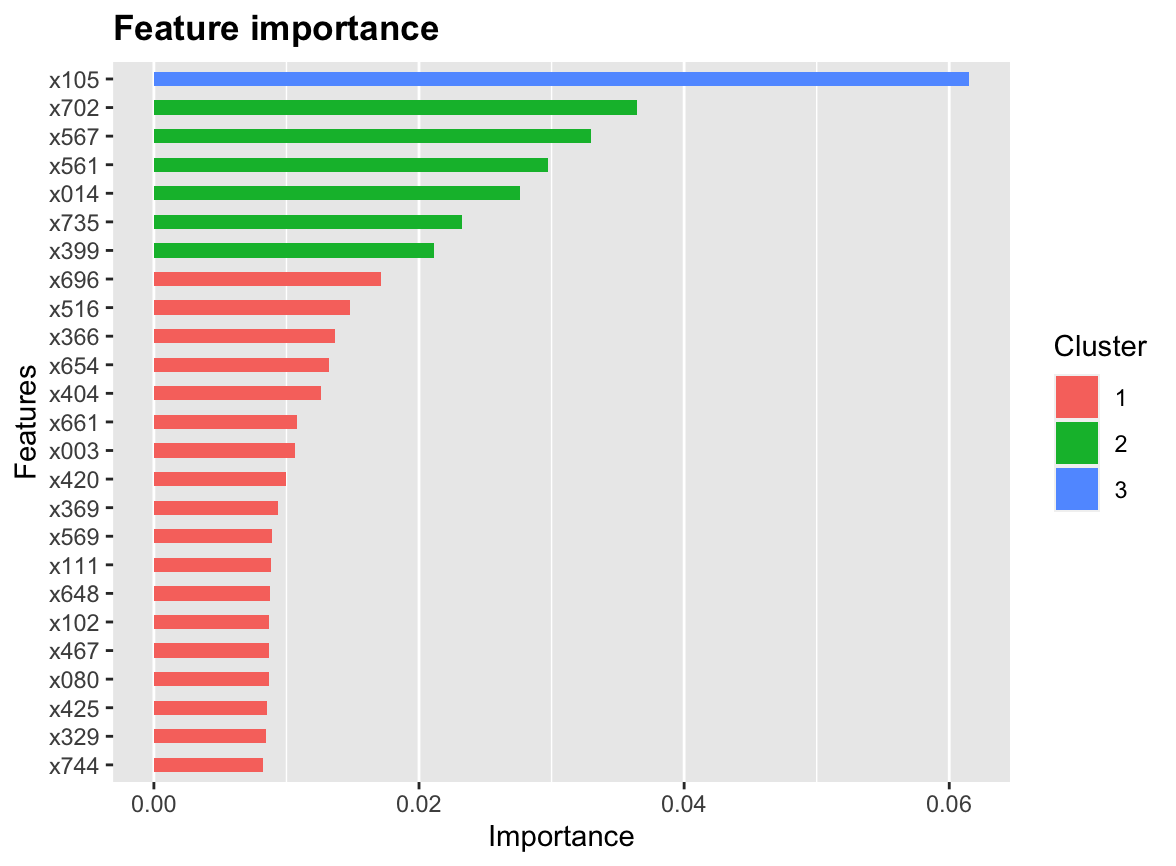 Feature importance
x105
x702
x567
x561
x014
x735
x399
x696
x516
x366
x654
x404
x661
x003
x420
x369
x569
x111
x648
x102
x467
x080
x425
x329
x744
Features
0.00 0.02 0.04 0.06
Importance
Cluster
1
2
3